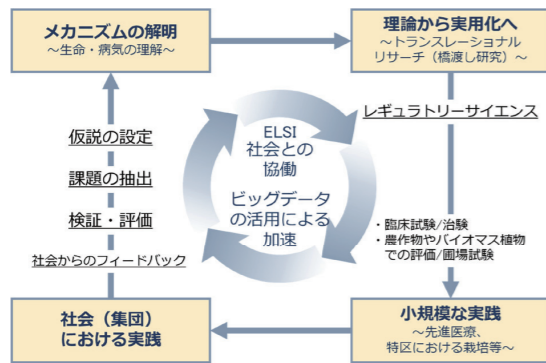 メカニズムの解明
～生命・病気の理解～
理論から実用化へ
～トランスレーショナル
リサーチ（橋渡し研究）～
レギュラトリーサイエンス
仮説の設定
課題の抽出
検証・評価
社会からのフィードバック
ELSI
社会との
協働
ビッグデータ
の活用による
加速
・臨床試験/治験
・農作物やバイオマス植物
での評価/圃場試験
社会（集団）
における実践
小規模な実践
～先進医療、
特区における栽培等～